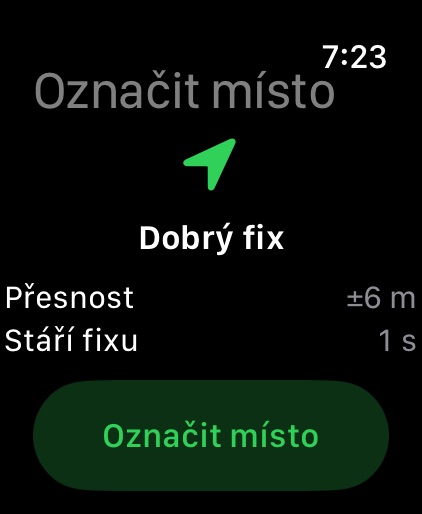 7:23
Označit místo
Dobrý fix
Přesnost ±6 m
Stáří fixu 1 s
Označit místo